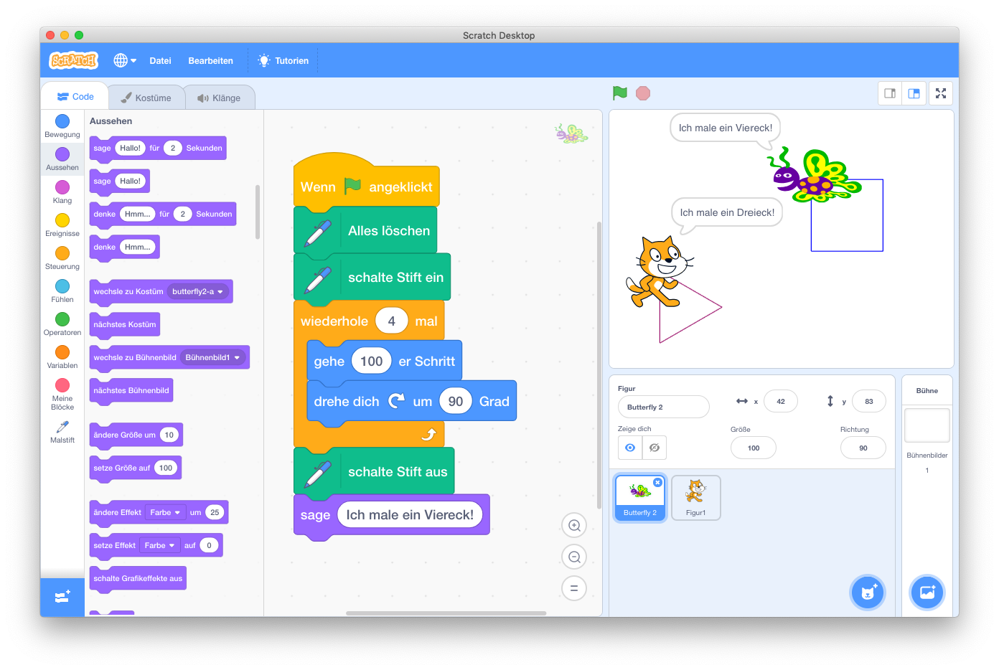 Scratch Desktop
SCRATCH
Datei
Bearbeiten
Tutorien
Code
Kostüme
Klänge
Bewegung
Aussehen
Klang
Ereignisse
Steuerung
Fühlen
Operatoren
Variablen
Meine
Blöcke
Malstift
Aussehen
sage Hallo! für 2 Sekunden
sage Hallo!
denke Hmm... für 2 Sekunden
denke Hmm...
wechsle zu Kostüm butterfly2-a
nächstes Kostüm
wechsle zu Bühnenbild Bühnenbild1
nächstes Bühnenbild
ändere Größe um 10
setze Größe auf 100
ändere Effekt Farbe um 25
setze Effekt Farbe auf 0
schalte Grafikeffekte aus
Wenn angeklickt
Alles löschen
schalte Stift ein
wiederhole 4 mal
gehe 100 er Schritt
drehe dich um 90 Grad
schalte Stift aus
sage Ich male ein Viereck!
Ich male ein Viereck!
Ich male ein Dreieck!
Figur
Butterfly 2
x 42
y 83
Zeige dich
Größe
100
Richtung
90
Butterfly 2
Figur1
Bühne
Bühnenbilder
1